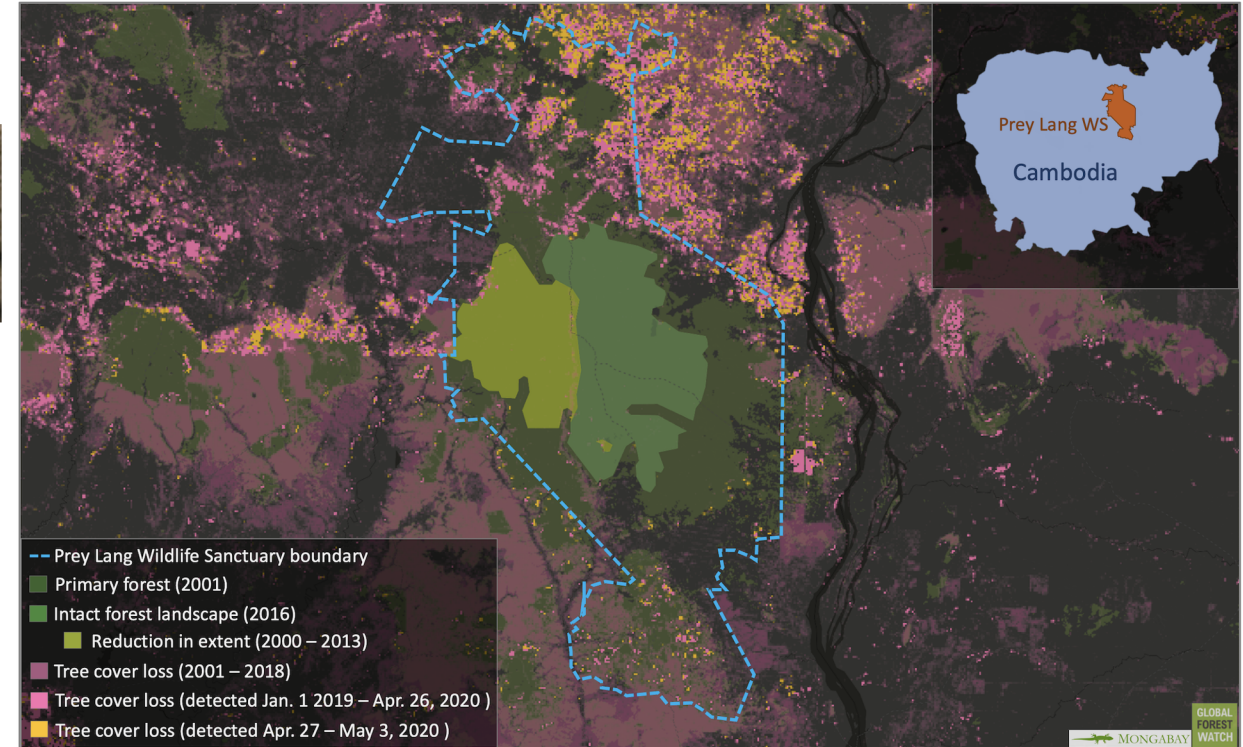 Prey Lang WS
Cambodia
Prey Lang Wildlife Sanctuary boundary
Primary forest (2001)
Intact forest landscape (2016)
Reduction in extent (2000 – 2013)
Tree cover loss (2001 – 2018)
Tree cover loss (detected Jan. 1 2019 – Apr. 26, 2020 )
Tree cover loss (detected Apr. 27 – May 3, 2020 )
MONGABAY
GLOBAL
FOREST
WATCH